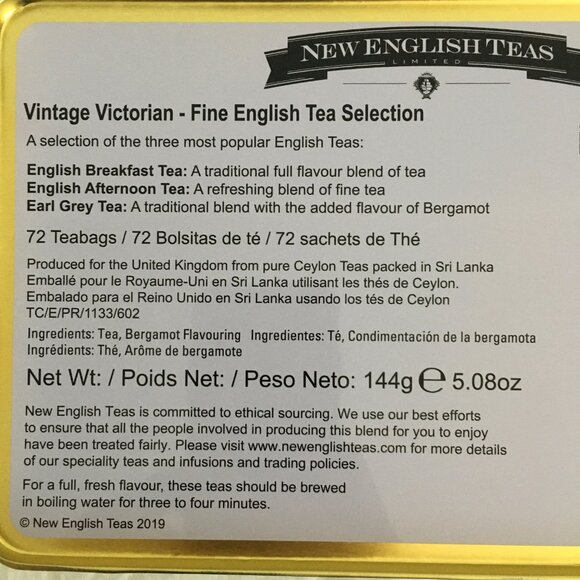 NEW ENGLISH TEAS
LIMITED
Vintage Victorian - Fine English Tea Selection
A selection of the three most popular English Teas:
English Breakfast Tea: A traditional full flavour blend of tea
English Afternoon Tea: A refreshing blend of fine tea
Earl Grey Tea: A traditional blend with the added flavour of Bergamot
72 Teabags / 72 Bolsitas de té / 72 sachets de Thé
Produced for the United Kingdom from pure Ceylon Teas packed in Sri Lanka
Emballé pour le Royaume-Uni en Sri Lanka utilisant les thés de Ceylon.
Embalado para el Reino Unido en Sri Lanka usando los tés de Ceylon
TC/E/PR/1133/602
Ingredients: Tea, Bergamot Flavouring Ingredientes: Té, Condimentación de la bergamota
Ingrédients: Thé, Arôme de bergamote
Net Wt: / Poids Net: / Peso Neto: 144g ℮ 5.08oz
New English Teas is committed to ethical sourcing. We use our best efforts
to ensure that all the people involved in producing this blend for you to enjoy
have been treated fairly. Please visit www.newenglishteas.com for more details
of our speciality teas and infusions and trading policies.
For a full, fresh flavour, these teas should be brewed
in boiling water for three to four minutes.
© New English Teas 2019